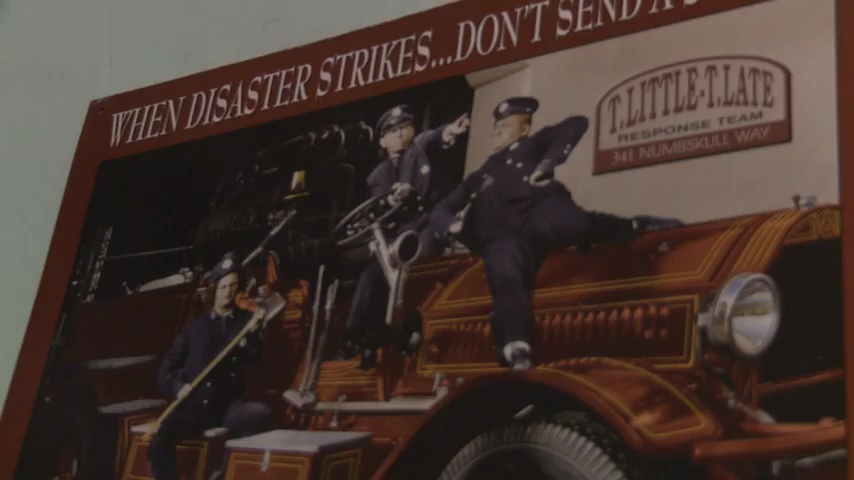 WHEN DISASTER STRIKES...DON'T SEND A
T.LITTLE-T.LATE
RESPONSE TEAM
341 NUMBSKULL WAY